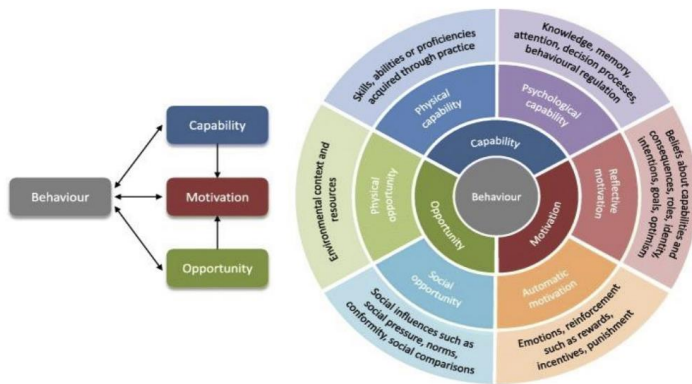 Capability
Behaviour
Motivation
Opportunity
Skills, abilities or proficiencies
acquired through practice
Knowledge, memory,
attention, decision processes,
behavioural regulation
Physical
capability
Psychological
capability
Capability
Environmental context and
resources
Physical
opportunity
Opportunity
Behaviour
Motivation
Reflective
motivation
Beliefs about capabilities and
consequences, roles, identity,
intentions, goals, optimism
Social
opportunity
Automatic
motivation
Social influences such as
social pressure, norms,
conformity, social comparisons
Emotions, reinforcement
such as rewards,
incentives, punishment